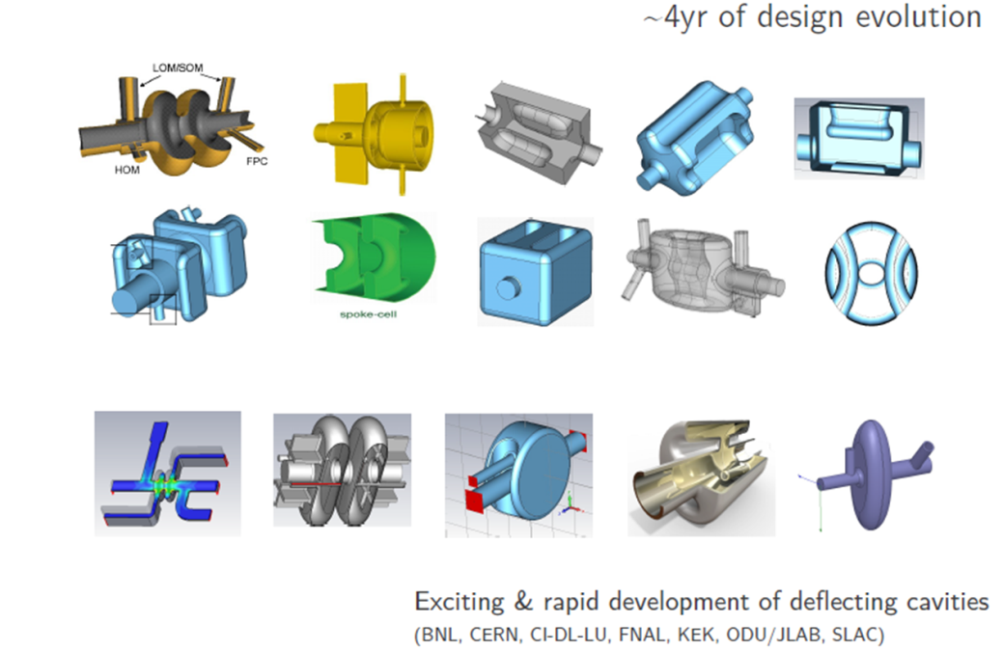 ~4yr of design evolution
LOM/SOM
HOM
FPC
spoke-cell
Exciting & rapid development of deflecting cavities
(BNL, CERN, CI-DL-LU, FNAL, KEK, ODU/JLAB, SLAC)